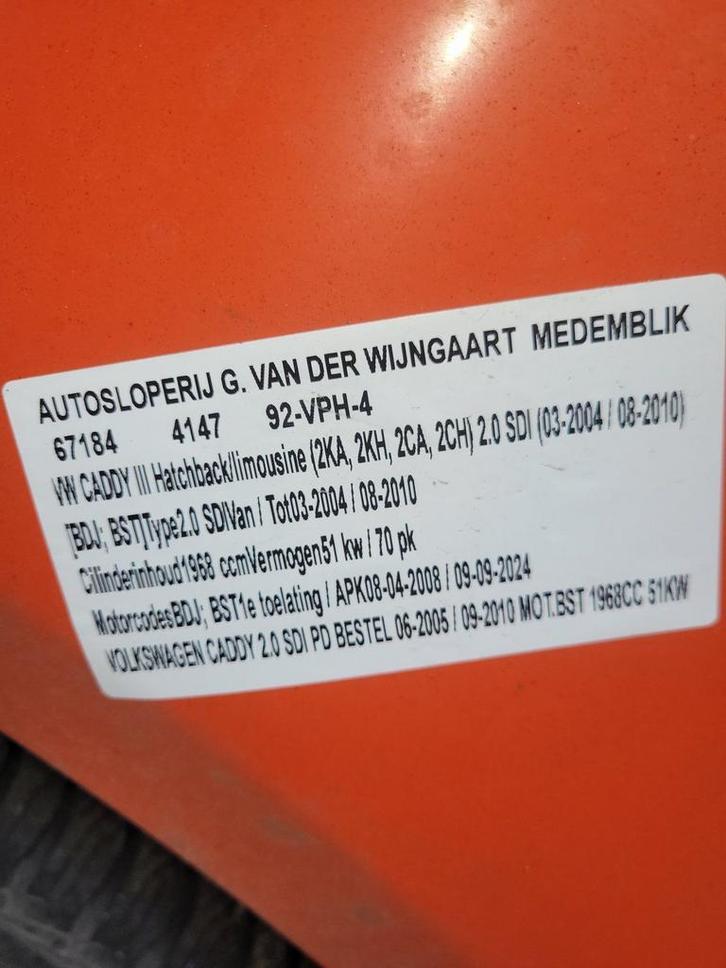 AUTOSLOPERIJ G. VAN DER WIJNGAART MEDEMBLIK
67184 4147 92-VPH-4
VW CADDY III Hatchback/limousine (2KA, 2KH, 2CA, 2CH) 2.0 SDI (03-2004 / 08-2010)
[BDJ; BST]Type2.0 SDIVan / Tot03-2004 / 08-2010
Cilinderinhoud1968 ccmVermogen51 kw / 70 pk
MotorcodesBDJ; BST1e toelating / APK08-04-2008 / 09-09-2024
VOLKSWAGEN CADDY 2.0 SDI PD BESTEL 06-2005 / 09-2010 MOT.BST 1968CC 51KW